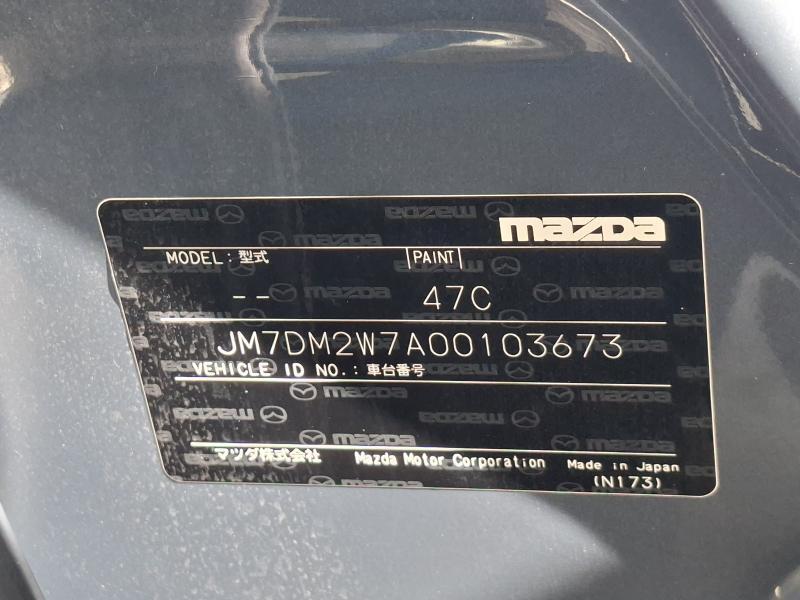 mazda
MODEL : 型式 PAINT
-- 47C
JM7DM2W7A00103673
VEHICLE ID NO. : 車台番号
マツダ株式会社 Mazda Motor Corporation Made in Japan
(N173)